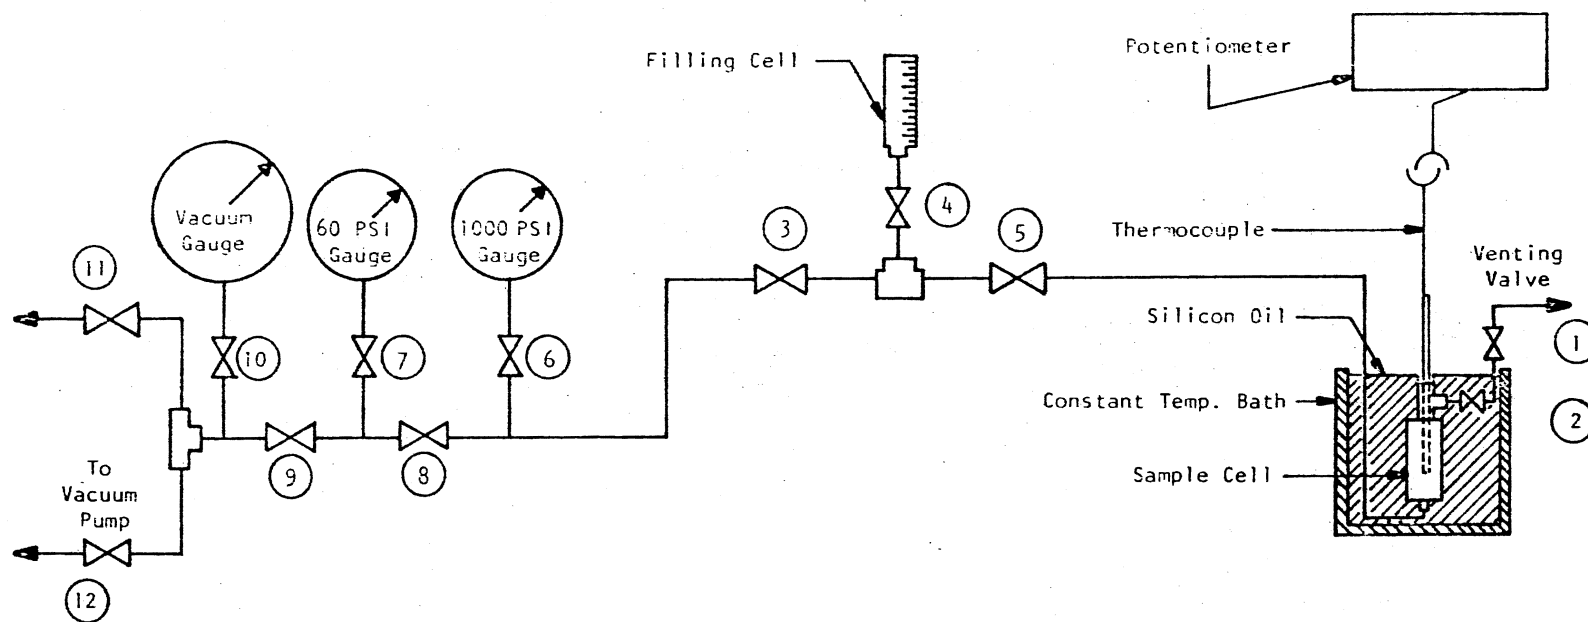 Potentiometer
Filling Cell
Vacuum
Gauge
60 PSI
Gauge
1000 PSI
Gauge
3
4
5
Thermocouple
Venting
Valve
11
10
7
6
Silicon Oil
1
Constant Temp. Bath
2
9
8
To
Vacuum
Pump
Sample Cell
12